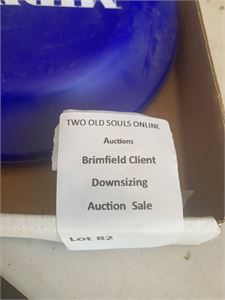 TWO OLD SOULS ONLINE
Auctions
Brimfield Client
Downsizing
Auction Sale
Lot 82